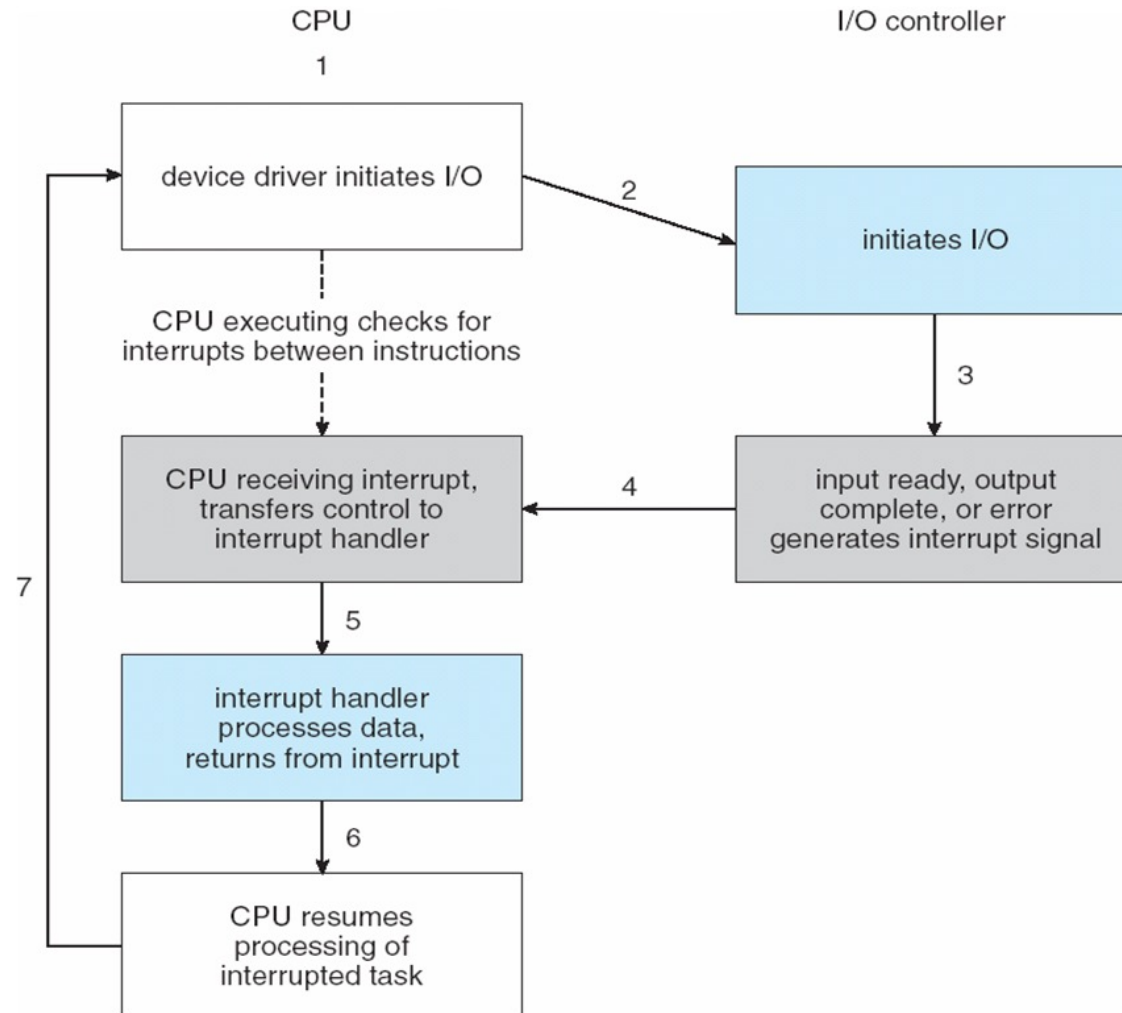 CPU
I/O controller
1
device driver initiates I/O
2
initiates I/O
CPU executing checks for
interrupts between instructions
3
CPU receiving interrupt,
transfers control to
interrupt handler
4
input ready, output
complete, or error
generates interrupt signal
7
5
interrupt handler
processes data,
returns from interrupt
6
CPU resumes
processing of
interrupted task